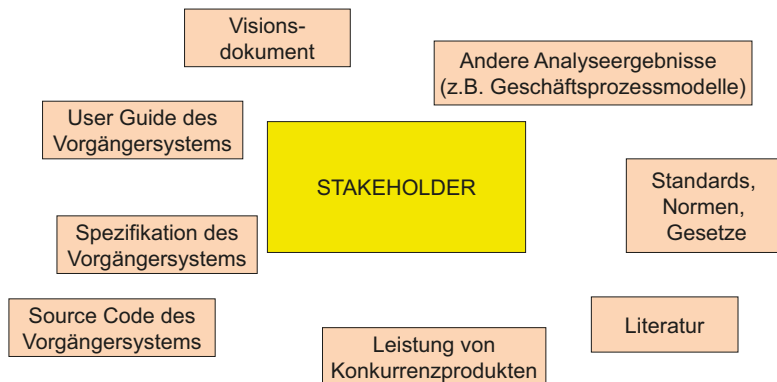 Visions-
dokument
Andere Analyseergebnisse
(z.B. Geschäftsprozessmodelle)
User Guide des
Vorgängersystems
STAKEHOLDER
Standards,
Normen,
Gesetze
Spezifikation des
Vorgängersystems
Source Code des
Vorgängersystems
Literatur
Leistung von
Konkurrenzprodukten